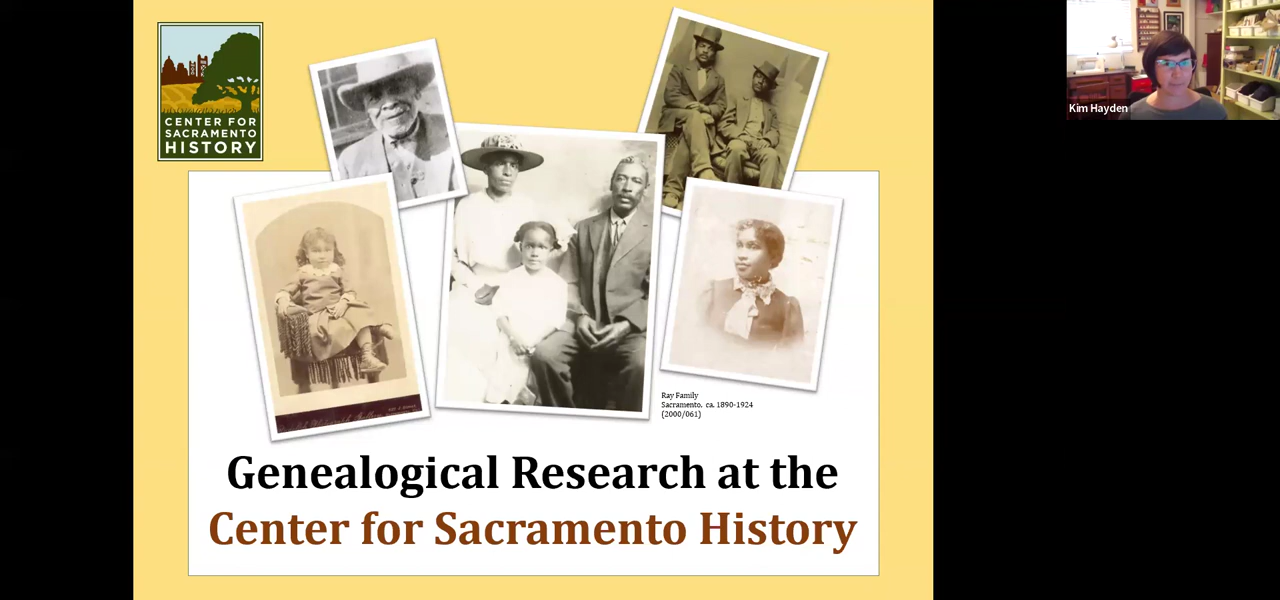 CENTER FOR
SACRAMENTO
HISTORY
Kim Hayden
Ray Family
Sacramento, ca. 1890-1924
(2000/061)
Genealogical Research at the
Center for Sacramento History